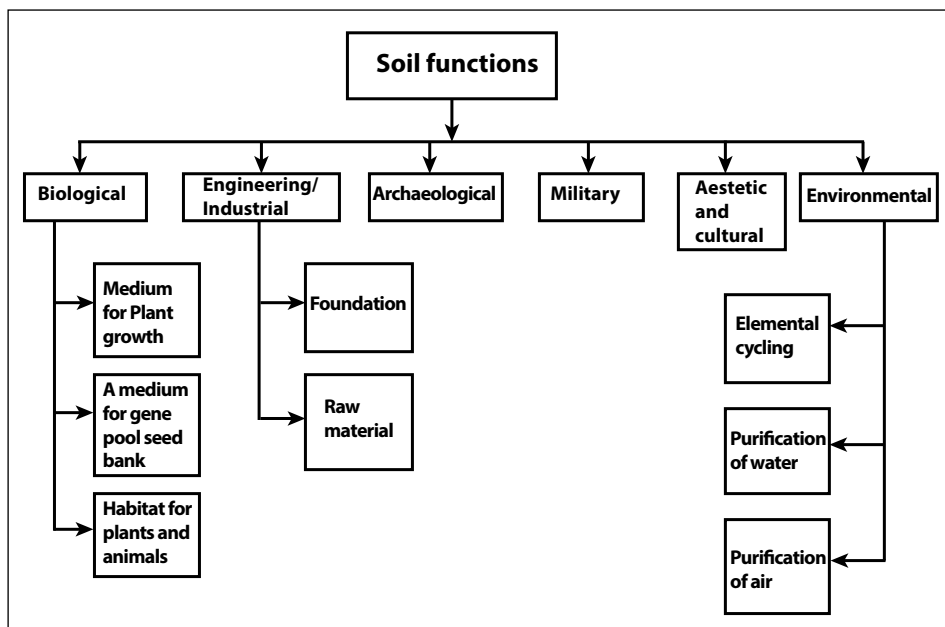 Soil functions
Biological
Engineering/
Industrial
Archaeological
Military
Aestetic
and
cultural
Environmental
Medium
for Plant
growth
A medium
for gene
pool seed
bank
Habitat for
plants and
animals
Foundation
Raw
material
Elemental
cycling
Purification
of water
Purification
of air